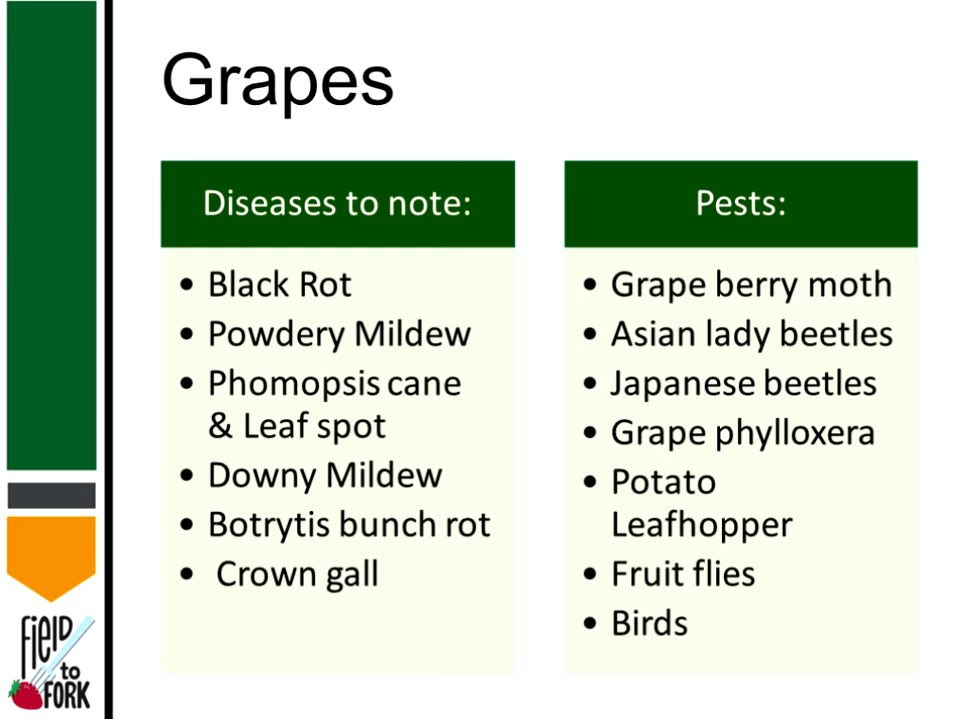 Grapes
Diseases to note:
• Black Rot
• Powdery Mildew
• Phomopsis cane
& Leaf spot
• Downy Mildew
• Botrytis bunch rot
• Crown gall
Pests:
• Grape berry moth
• Asian lady beetles
• Japanese beetles
• Grape phylloxera
• Potato
Leafhopper
• Fruit flies
• Birds
FiElD
to
FORK